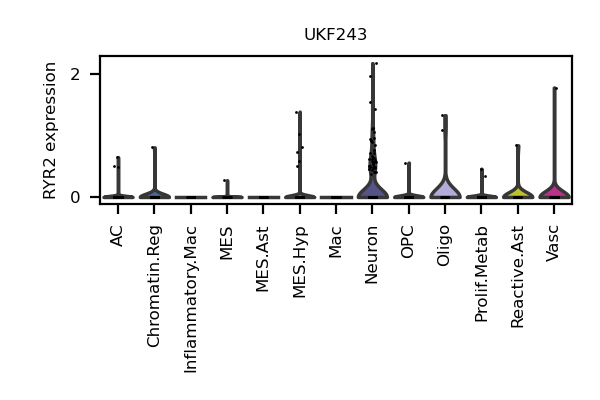 UKF243
RYR2 expression
2
0
AC
Chromatin.Reg
Inflammatory.Mac
MES
MES.Ast
MES.Hyp
Mac
Neuron
OPC
Oligo
Prolif.Metab
Reactive.Ast
Vasc